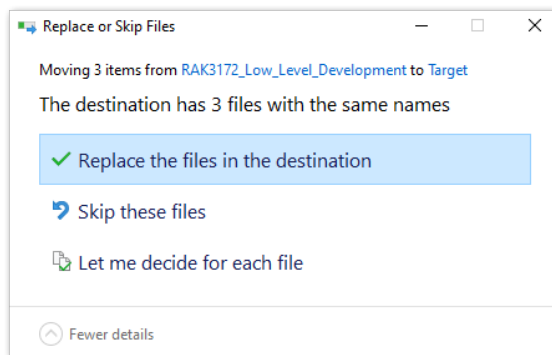 Replace or Skip Files
Moving 3 items from RAK3172_Low_Level_Development to Target
The destination has 3 files with the same names
Replace the files in the destination
Skip these files
Let me decide for each file
Fewer details